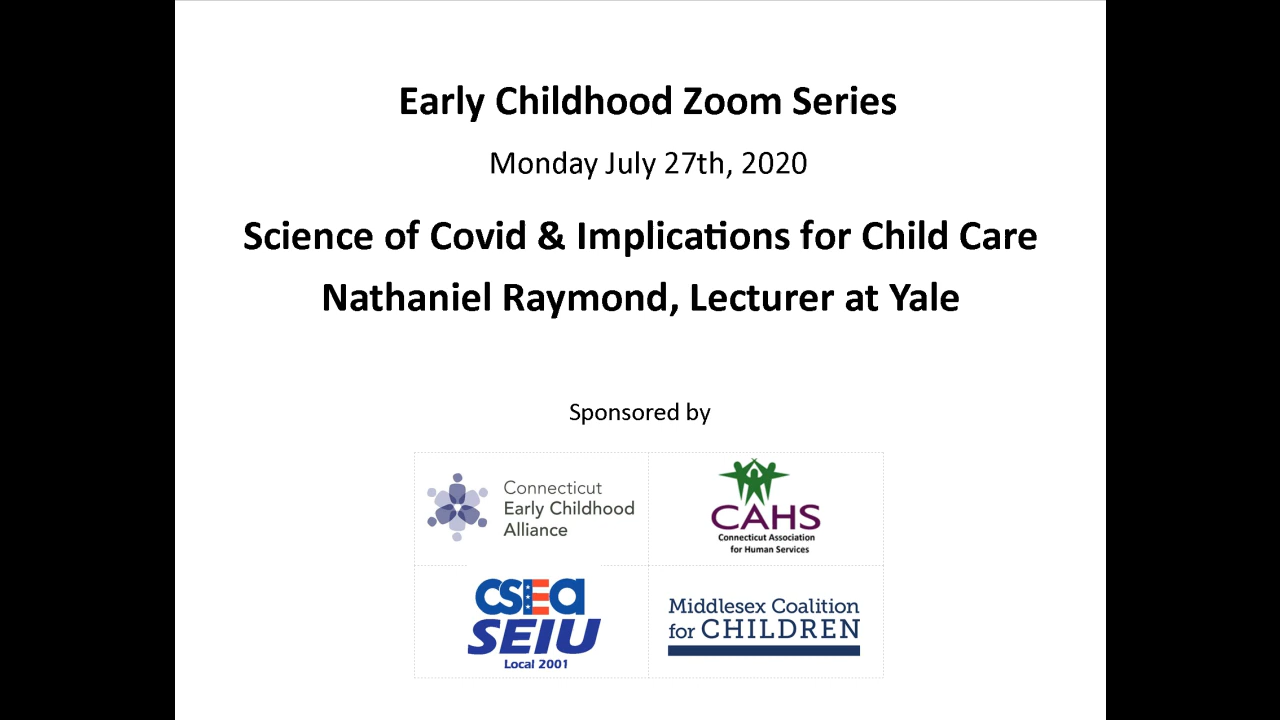 Early Childhood Zoom Series
Monday July 27th, 2020
Science of Covid & Implications for Child Care
Nathaniel Raymond, Lecturer at Yale
Sponsored by
Connecticut
Early Childhood
Alliance
CAHS
Connecticut Association
for Human Services
CSEA
SEIU
Local 2001
Middlesex Coalition
for CHILDREN